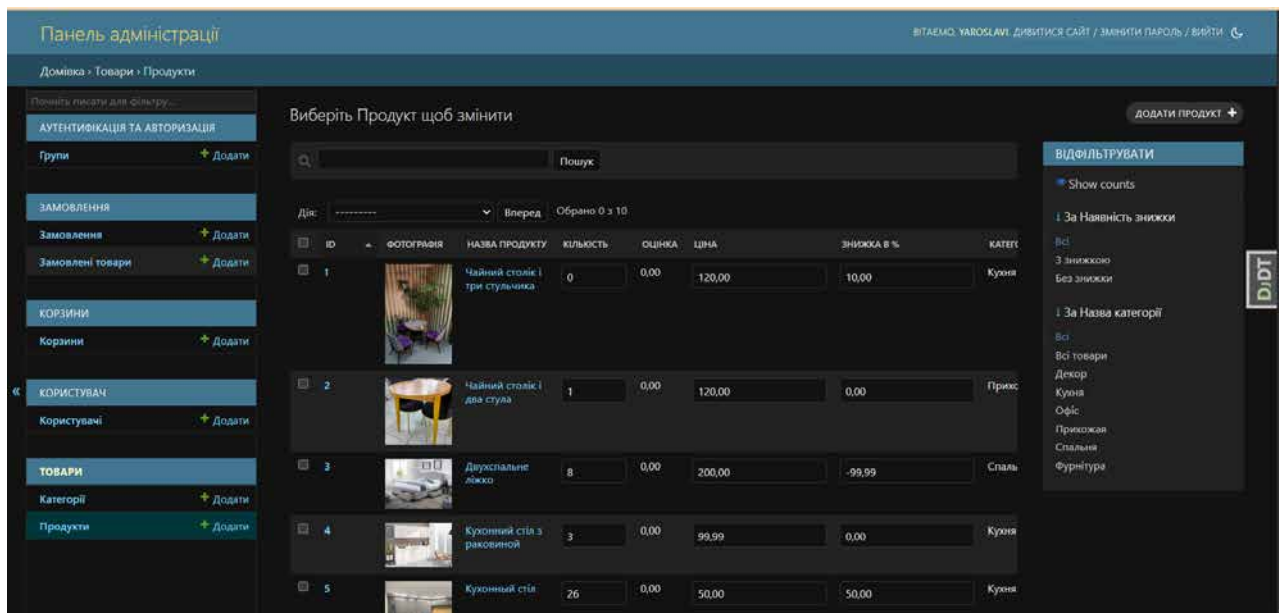 Панель адміністрації
ВІТАЄМО, YAROSLAVI. ДИВИТИСЯ САЙТ / ЗМІНИТИ ПАРОЛЬ / ВИЙТИ
Домівка › Товари › Продукти
Почніть писати для фільтру...
АУТЕНТИФІКАЦІЯ ТА АВТОРИЗАЦІЯ
Групи + Додати
ЗАМОВЛЕННЯ
Замовлення + Додати
Замовлені товари + Додати
КОРЗИНИ
Корзини + Додати
«
КОРИСТУВАЧ
Користувачі + Додати
ТОВАРИ
Категорії + Додати
Продукти + Додати
Виберіть Продукт щоб змінити
ДОДАТИ ПРОДУКТ +
Пошук
Дія: --------- Вперед Обрано 0 з 10
ID ФОТОГРАФІЯ НАЗВА ПРОДУКТУ КІЛЬКІСТЬ ОЦІНКА ЦІНА ЗНИЖКА В % КАТЕГО
1 Чайний столік і три стульчика 0 0,00 120,00 10,00 Кухня
2 Чайний столік і два стула 1 0,00 120,00 0,00 Прихо
3 Двухспальне ліжко 8 0,00 200,00 -99,99 Спаль
4 Кухонний стіл з раковиной 3 0,00 99,99 0,00 Кухня
5 Кухонный стіл 26 0,00 50,00 50,00 Кухня
ВІДФІЛЬТРУВАТИ
Show counts
↓ За Наявність знижки
Всі
З знижкою
Без знижки
↓ За Назва категорії
Всі
Всі товари
Декор
Кухня
Офіс
Прихожая
Спальня
Фурнітура
DJDT